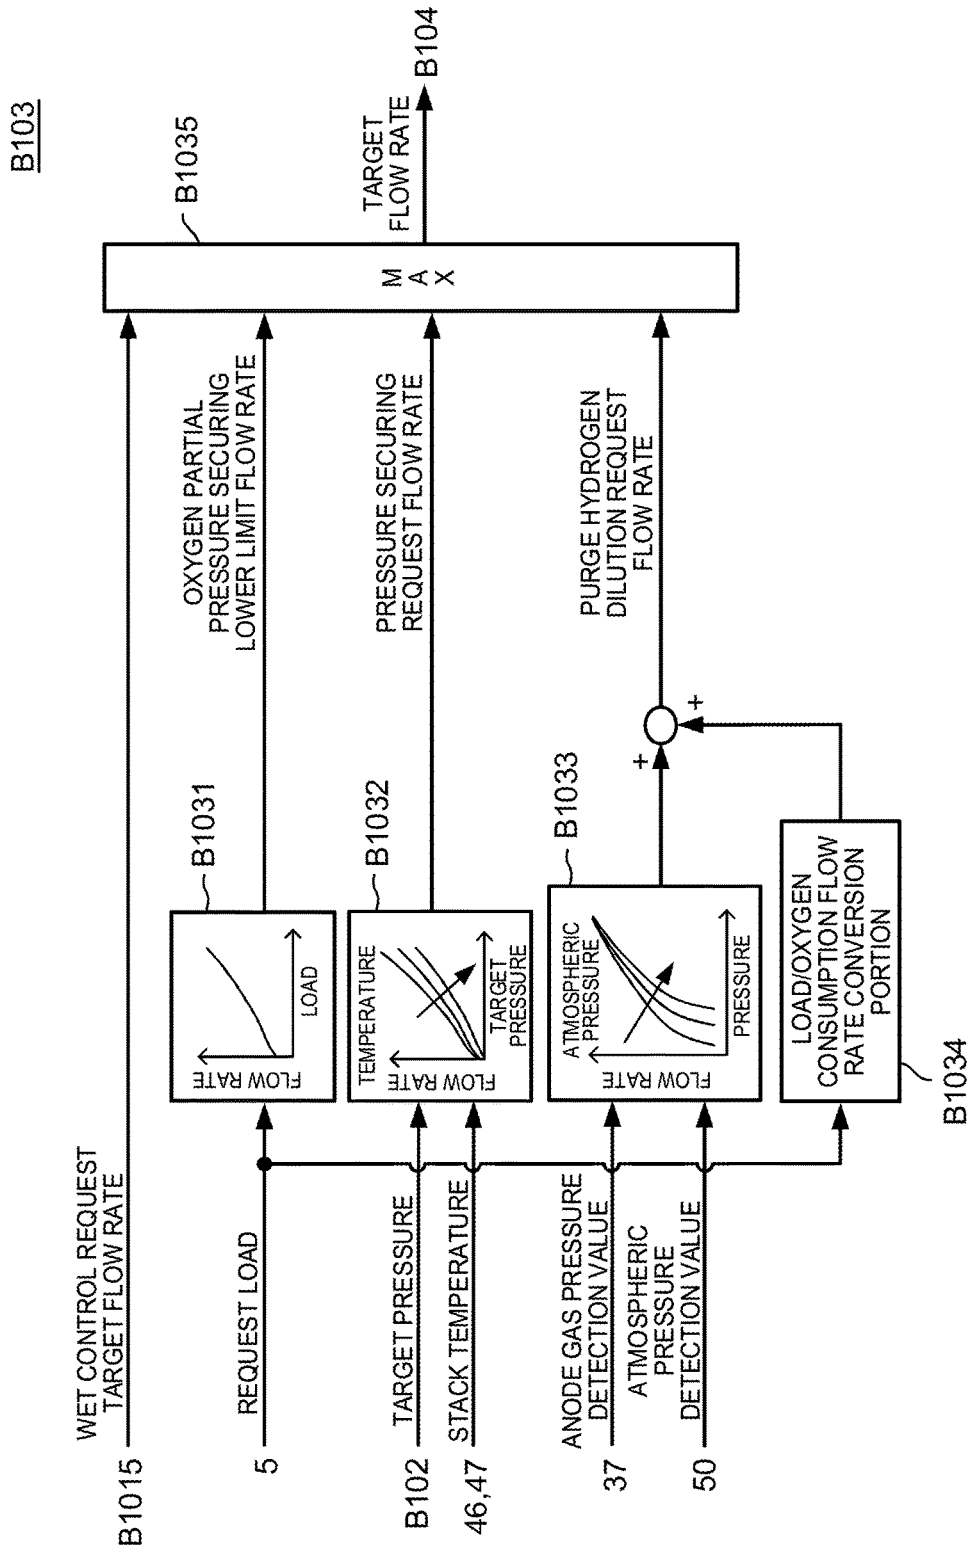 B103
WET CONTROL REQUEST
TARGET FLOW RATE
B1015
REQUEST LOAD
5
FLOW RATE
LOAD
B1031
OXYGEN PARTIAL
PRESSURE SECURING
LOWER LIMIT FLOW RATE
B102
TARGET PRESSURE
46,47
STACK TEMPERATURE
TEMPERATURE
FLOW RATE
TARGET
PRESSURE
B1032
PRESSURE SECURING
REQUEST FLOW RATE
ANODE GAS PRESSURE
DETECTION VALUE
37
ATMOSPHERIC
PRESSURE
DETECTION VALUE
50
ATMOSPHERIC
PRESSURE
FLOW RATE
PRESSURE
B1033
+
+
PURGE HYDROGEN
DILUTION REQUEST
FLOW RATE
LOAD/OXYGEN
CONSUMPTION FLOW
RATE CONVERSION
PORTION
B1034
M
A
X
B1035
TARGET
FLOW RATE
B104